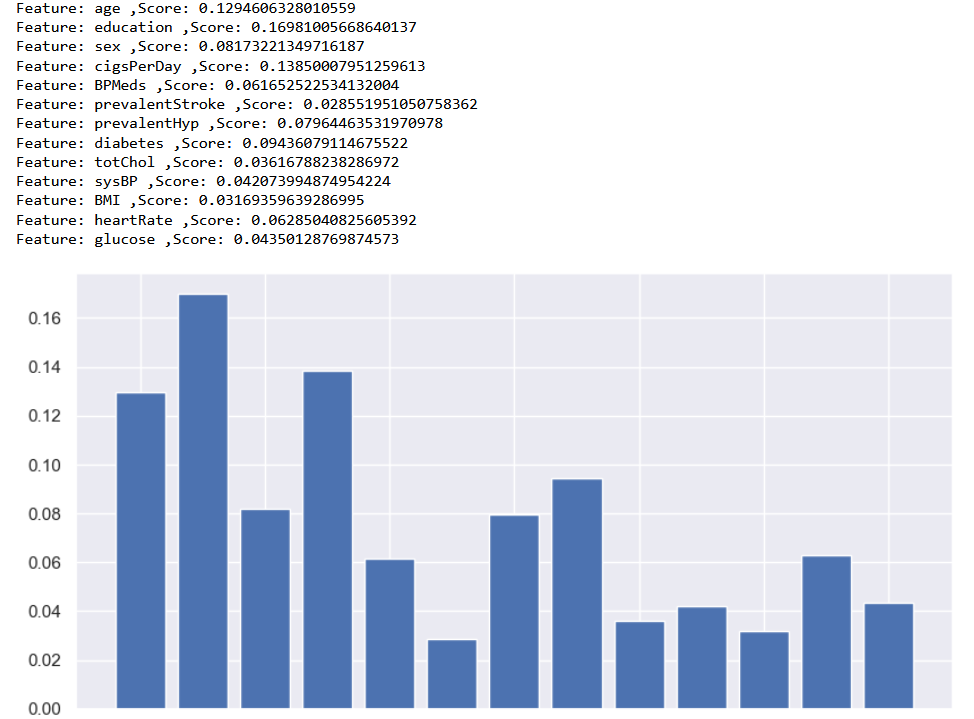 Feature: age ,Score: 0.1294606328010559
Feature: education ,Score: 0.16981005668640137
Feature: sex ,Score: 0.08173221349716187
Feature: cigsPerDay ,Score: 0.13850007951259613
Feature: BPMeds ,Score: 0.061652522534132004
Feature: prevalentStroke ,Score: 0.028551951050758362
Feature: prevalentHyp ,Score: 0.07964463531970978
Feature: diabetes ,Score: 0.09436079114675522
Feature: totChol ,Score: 0.03616788238286972
Feature: sysBP ,Score: 0.042073994874954224
Feature: BMI ,Score: 0.03169359639286995
Feature: heartRate ,Score: 0.06285040825605392
Feature: glucose ,Score: 0.04350128769874573
0.16
0.14
0.12
0.10
0.08
0.06
0.04
0.02
0.00